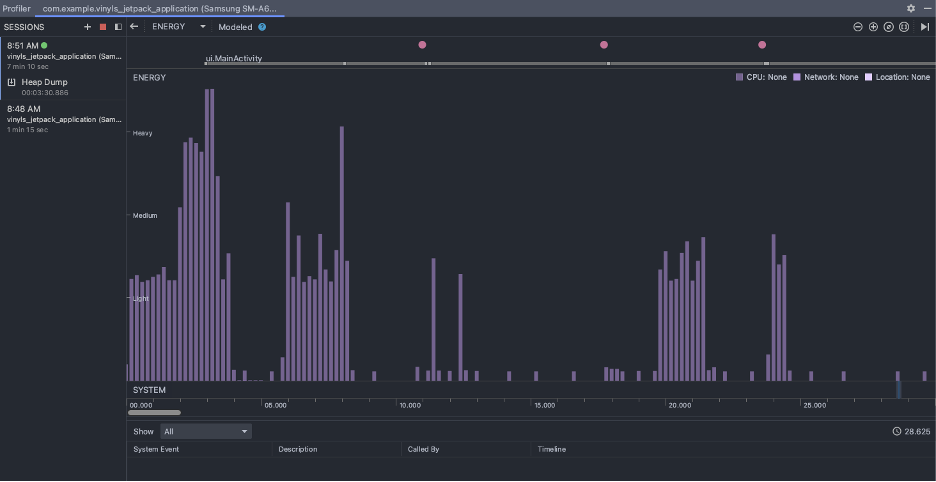 Profiler com.example.vinyls_jetpack_application (Samsung SM-A6...
SESSIONS ENERGY Modeled ?
8:51 AM
vinyls_jetpack_application (Sam...
7 min 10 sec
Heap Dump
00:03:30.886
8:48 AM
vinyls_jetpack_application (Sam...
1 min 15 sec
ui.MainActivity
ENERGY CPU: None Network: None Location: None
Heavy
Medium
Light
SYSTEM
00.000 05.000 10.000 15.000 20.000 25.000
Show All 28.625
System Event Description Called By Timeline